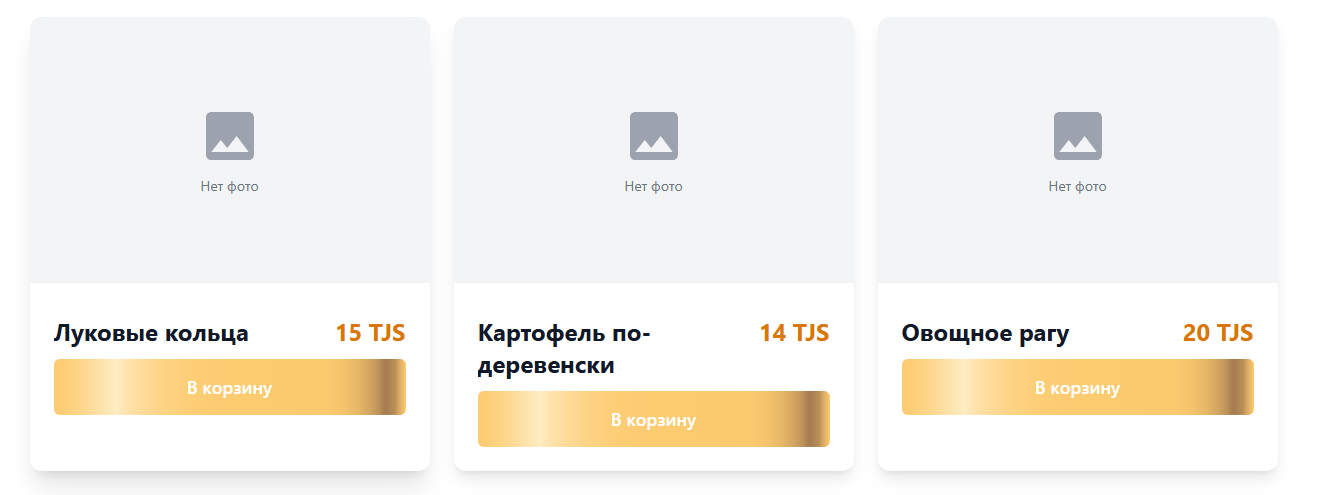 Нет фото
Нет фото
Нет фото
Луковые кольца 15 TJS
В корзину
Картофель по-
деревенски
14 TJS
В корзину
Овощное рагу 20 TJS
В корзину